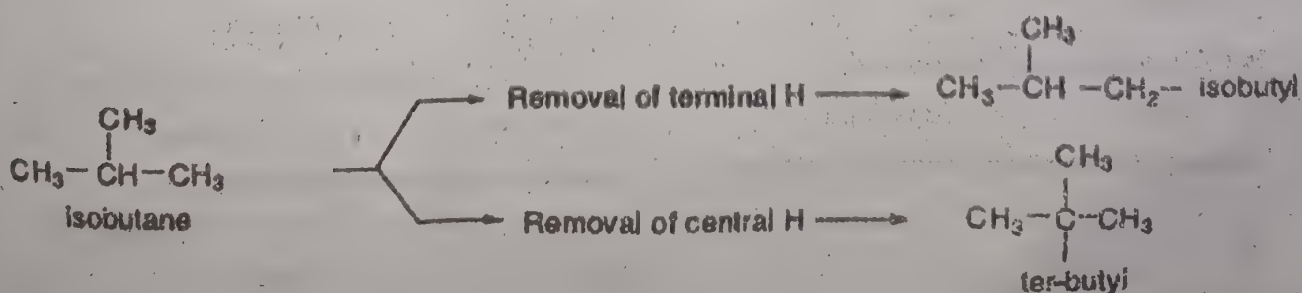 CH₃
Removal of terminal H CH₃-CH-CH₂- isobutyl
CH₃
CH₃-CH-CH₃
isobutane
CH₃
Removal of central H CH₃-C-CH₃
ter-butyl